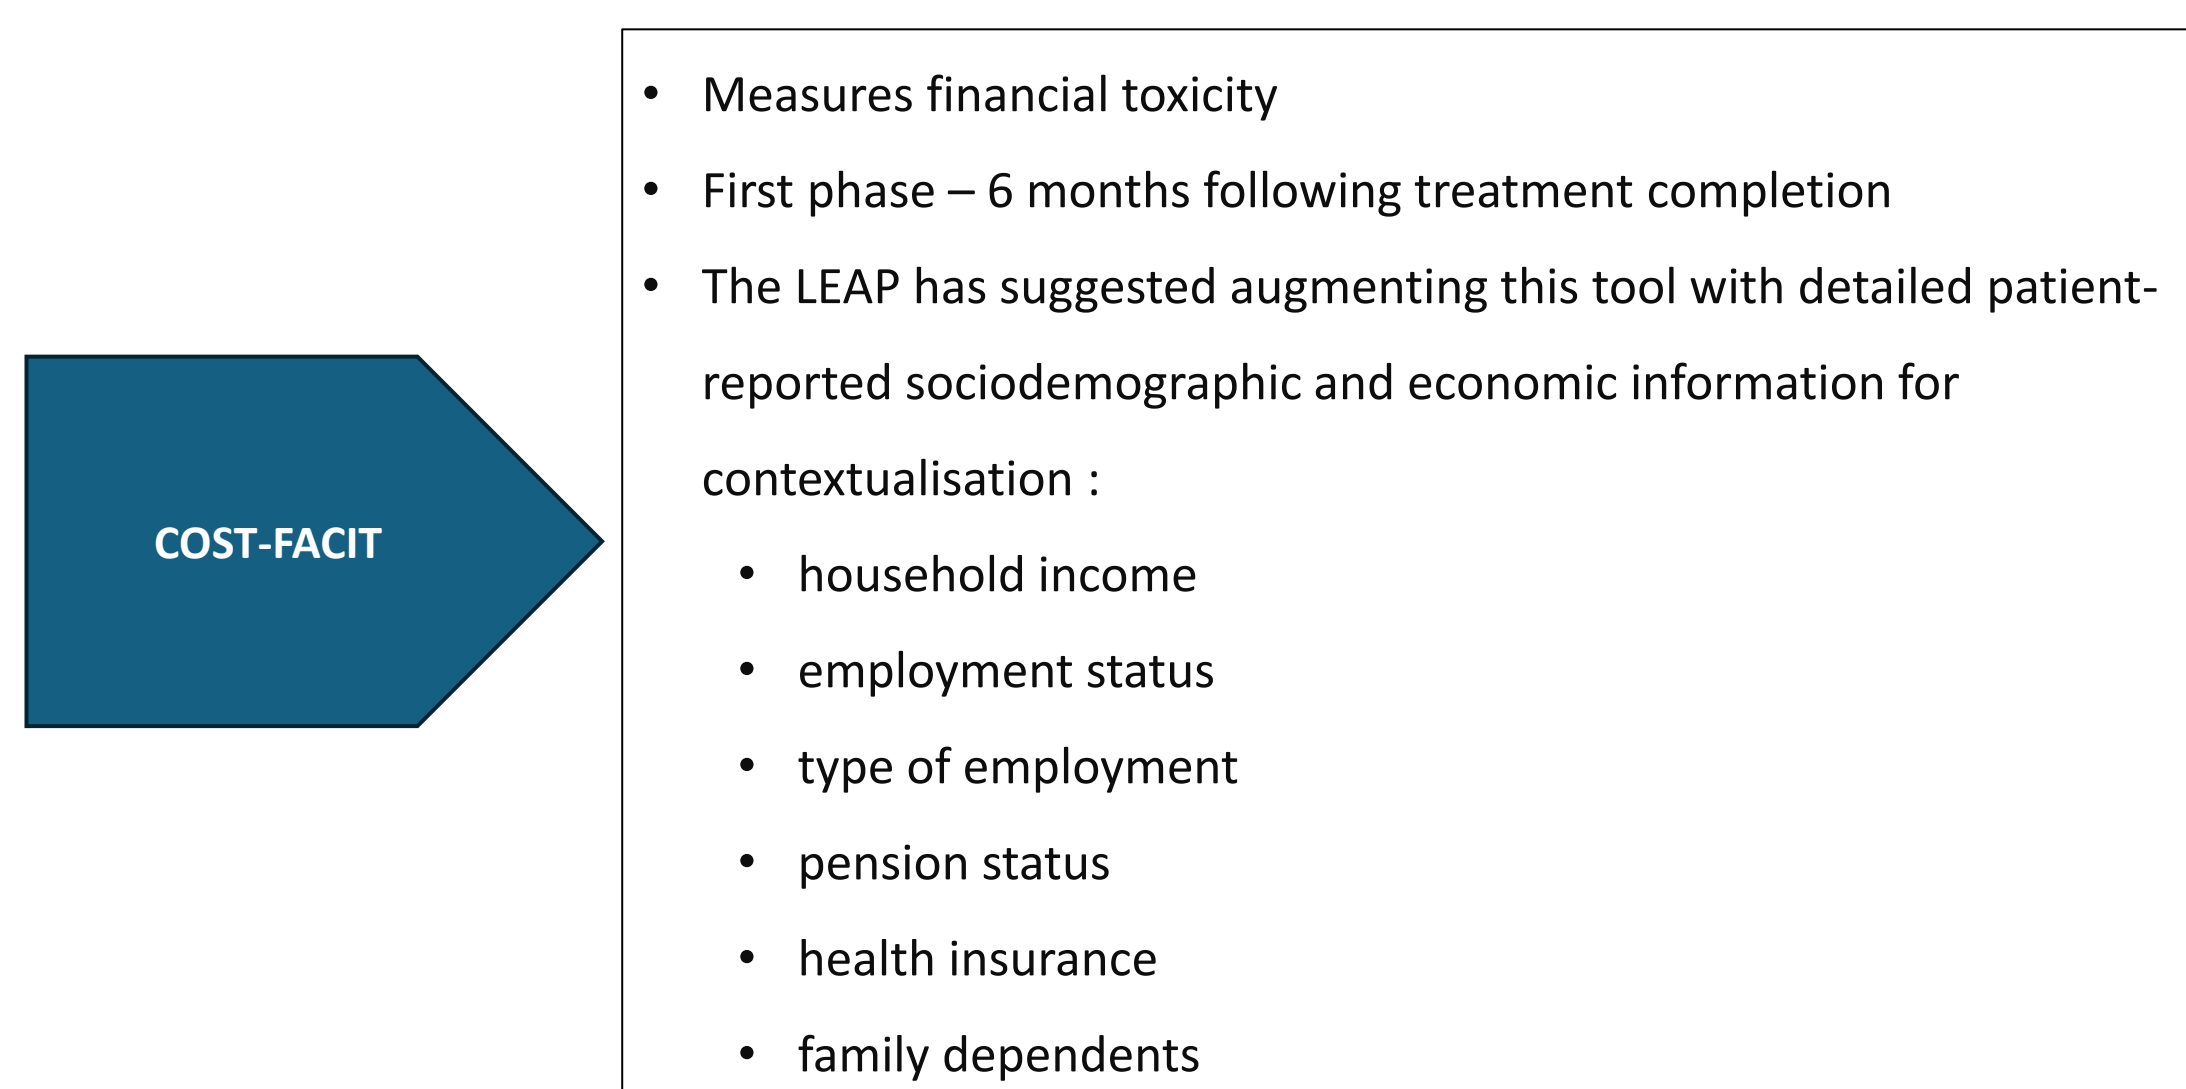 COST-FACIT
• Measures financial toxicity
• First phase – 6 months following treatment completion
• The LEAP has suggested augmenting this tool with detailed patient-
reported sociodemographic and economic information for
contextualisation :
• household income
• employment status
• type of employment
• pension status
• health insurance
• family dependents